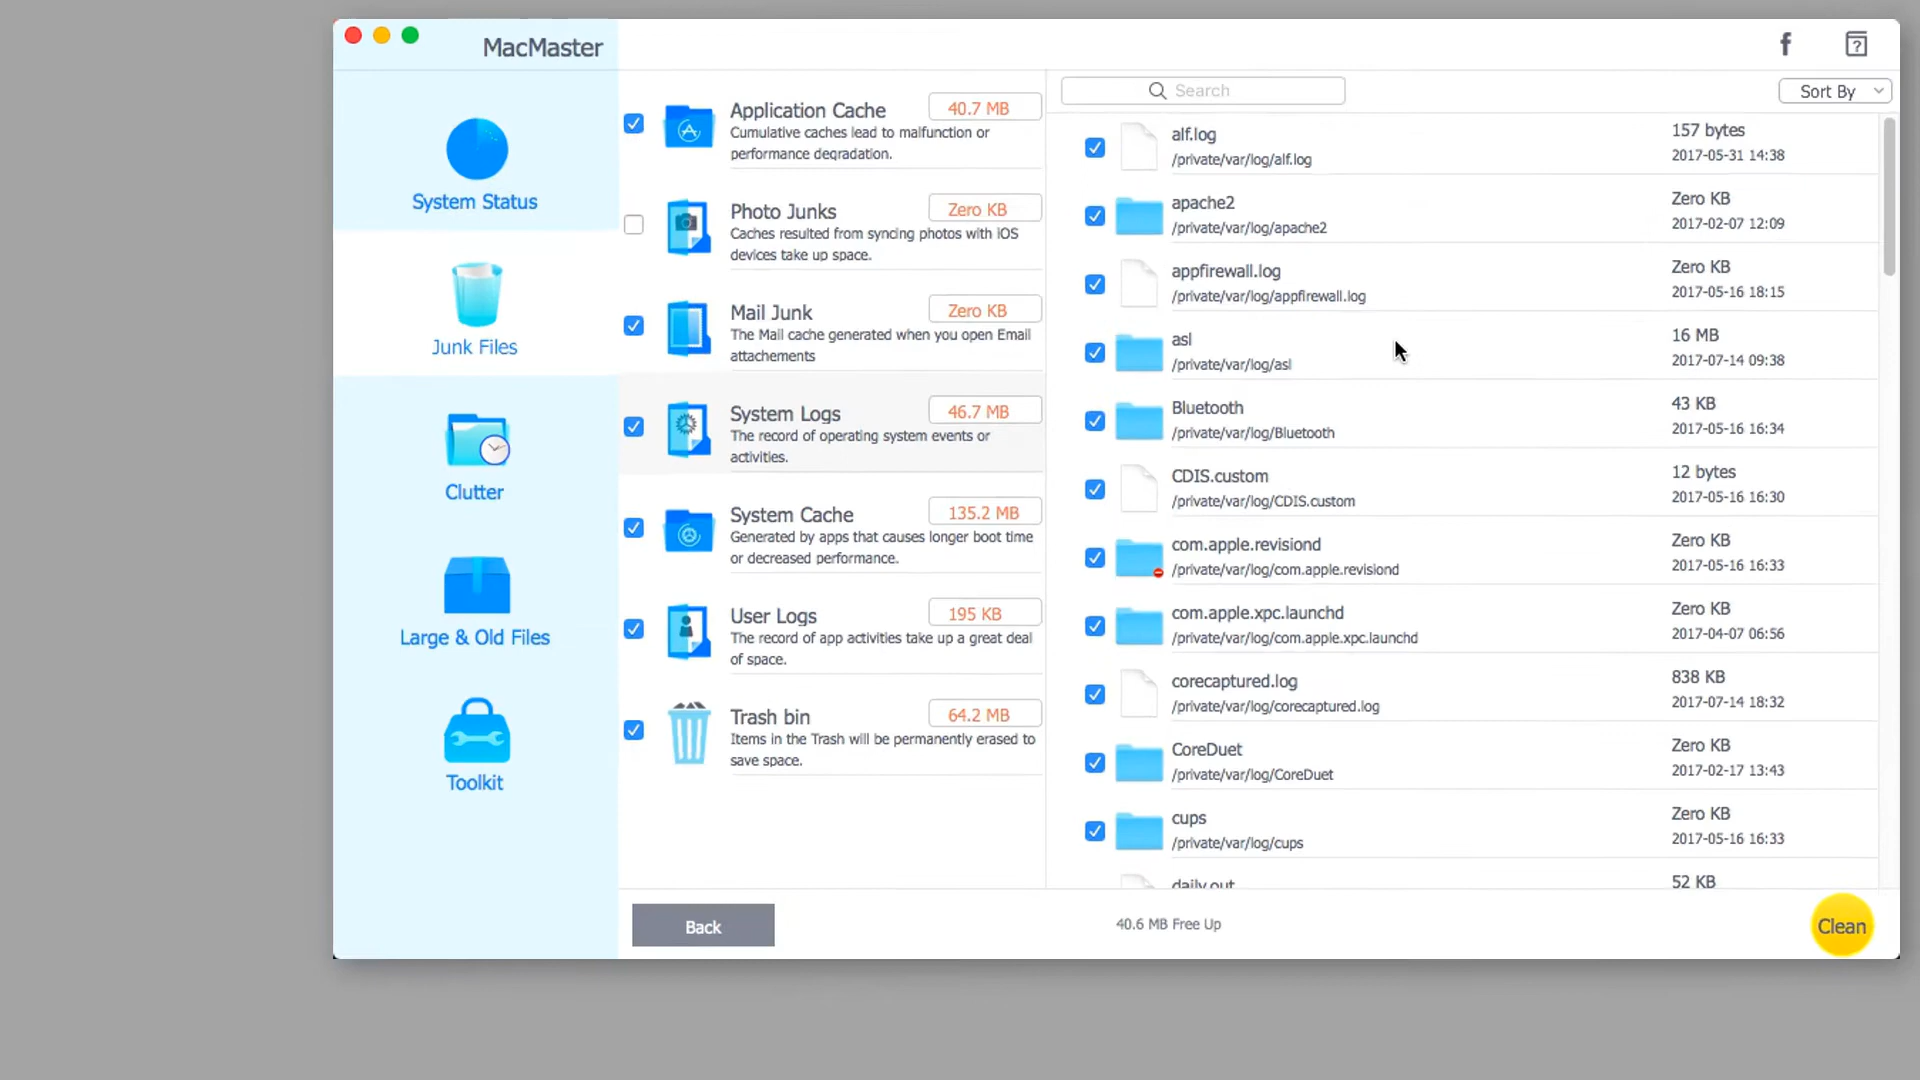 MacMaster
f
?
System Status
Junk Files
Clutter
Large & Old Files
Toolkit
Application Cache
40.7 MB
Cumulative caches lead to malfunction or
performance degradation.
Photo Junks
Zero KB
Caches resulted from syncing photos with iOS
devices take up space.
Mail Junk
Zero KB
The Mail cache generated when you open Email
attachements
System Logs
46.7 MB
The record of operating system events or
activities.
System Cache
135.2 MB
Generated by apps that causes longer boot time
or decreased performance.
User Logs
195 KB
The record of app activities take up a great deal
of space.
Trash bin
64.2 MB
Items in the Trash will be permanently erased to
save space.
Back
Search
Sort By
alf.log
157 bytes
/private/var/log/alf.log
2017-05-31 14:38
apache2
Zero KB
/private/var/log/apache2
2017-02-07 12:09
appfirewall.log
Zero KB
/private/var/log/appfirewall.log
2017-05-16 18:15
asl
16 MB
/private/var/log/asl
2017-07-14 09:38
Bluetooth
43 KB
/private/var/log/Bluetooth
2017-05-16 16:34
CDIS.custom
12 bytes
/private/var/log/CDIS.custom
2017-05-16 16:30
com.apple.revisiond
Zero KB
/private/var/log/com.apple.revisiond
2017-05-16 16:33
com.apple.xpc.launchd
Zero KB
/private/var/log/com.apple.xpc.launchd
2017-04-07 06:56
corecaptured.log
838 KB
/private/var/log/corecaptured.log
2017-07-14 18:32
CoreDuet
Zero KB
/private/var/log/CoreDuet
2017-02-17 13:43
cups
Zero KB
/private/var/log/cups
2017-05-16 16:33
daily.out
52 KB
40.6 MB Free Up
Clean